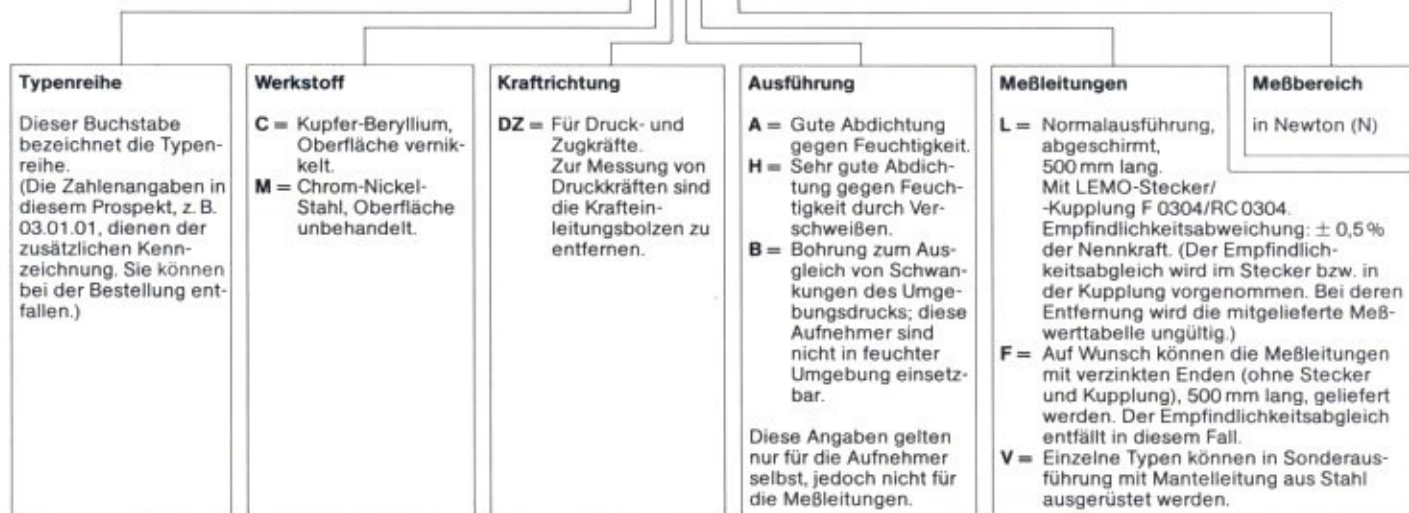 Typenreihe
Dieser Buchstabe
bezeichnet die Typen-
reihe.
(Die Zahlenangaben in
diesem Prospekt, z. B.
03.01.01, dienen der
zusätzlichen Kenn-
zeichnung. Sie können
bei der Bestellung ent-
fallen.)
Werkstoff
C = Kupfer-Beryllium,
Oberfläche vernik-
kelt.
M = Chrom-Nickel-
Stahl, Oberfläche
unbehandelt.
Kraftrichtung
DZ = Für Druck- und
Zugkräfte.
Zur Messung von
Druckkräften sind
die Kraftein-
leitungsbolzen zu
entfernen.
Ausführung
A = Gute Abdichtung
gegen Feuchtigkeit.
H = Sehr gute Abdich-
tung gegen Feuch-
tigkeit durch Ver-
schweißen.
B = Bohrung zum Aus-
gleich von Schwan-
kungen des Umge-
bungsdrucks; diese
Aufnehmer sind
nicht in feuchter
Umgebung einsetz-
bar.
Diese Angaben gelten
nur für die Aufnehmer
selbst, jedoch nicht für
die Meßleitungen.
Meßleitungen
L = Normalausführung,
abgeschirmt,
500 mm lang.
Mit LEMO-Stecker/
-Kupplung F 0304/RC 0304.
Empfindlichkeitsabweichung: ± 0,5 %
der Nennkraft. (Der Empfindlich-
keitsabgleich wird im Stecker bzw. in
der Kupplung vorgenommen. Bei deren
Entfernung wird die mitgelieferte Meß-
werttabelle ungültig.)
F = Auf Wunsch können die Meßleitungen
mit verzinkten Enden (ohne Stecker
und Kupplung), 500 mm lang, geliefert
werden. Der Empfindlichkeitsabgleich
entfällt in diesem Fall.
V = Einzelne Typen können in Sonderaus-
führung mit Mantelleitung aus Stahl
ausgerüstet werden.
Meßbereich
in Newton (N)